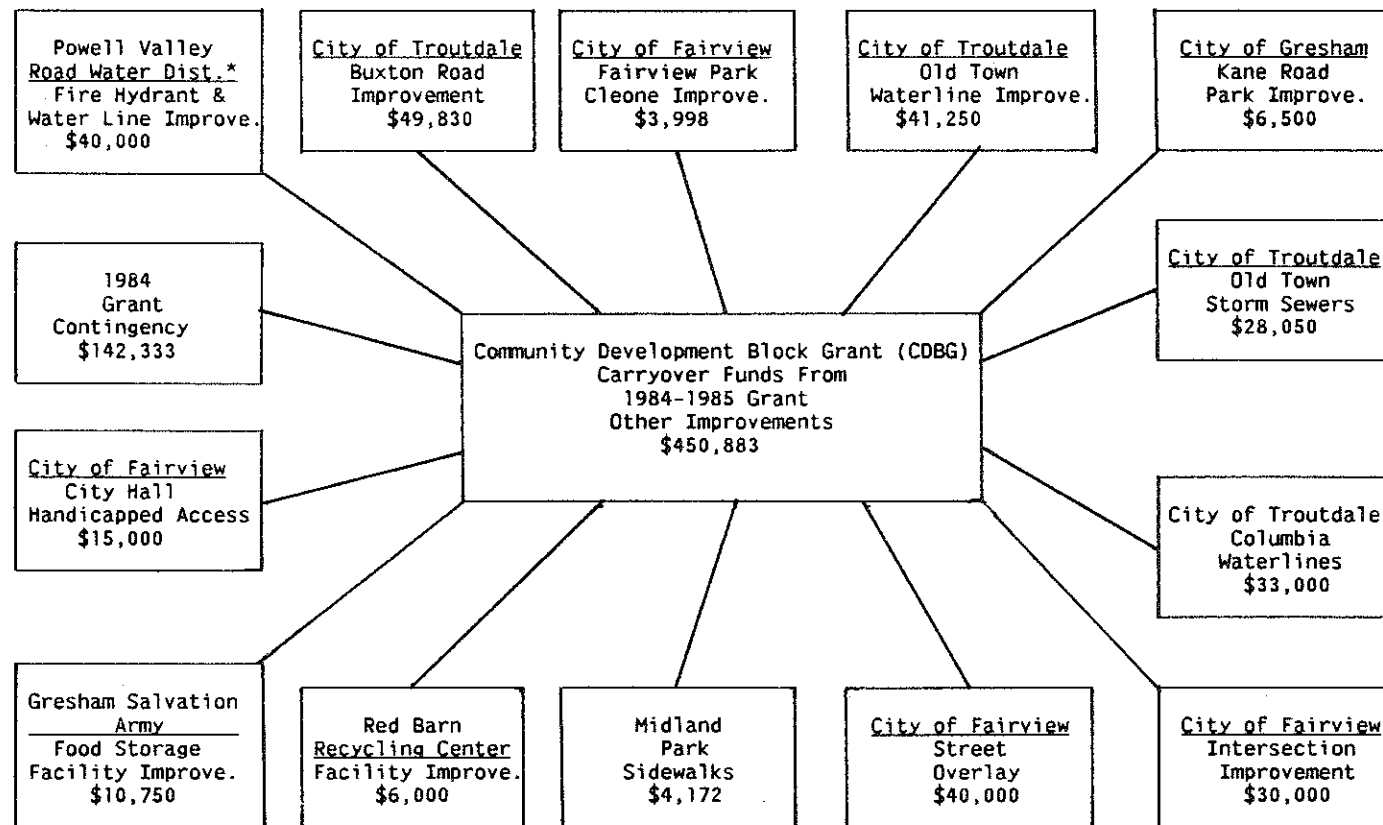 Powell Valley
Road Water Dist.*
Fire Hydrant &
Water Line Improve.
$40,000
City of Troutdale
Buxton Road
Improvement
$49,830
City of Fairview
Fairview Park
Cleone Improve.
$3,998
City of Troutdale
Old Town
Waterline Improve.
$41,250
City of Gresham
Kane Road
Park Improve.
$6,500
1984
Grant
Contingency
$142,333
City of Troutdale
Old Town
Storm Sewers
$28,050
Community Development Block Grant (CDBG)
Carryover Funds From
1984-1985 Grant
Other Improvements
$450,883
City of Fairview
City Hall
Handicapped Access
$15,000
City of Troutdale
Columbia
Waterlines
$33,000
Gresham Salvation
Army
Food Storage
Facility Improve.
$10,750
Red Barn
Recycling Center
Facility Improve.
$6,000
Midland
Park
Sidewalks
$4,172
City of Fairview
Street
Overlay
$40,000
City of Fairview
Intersection
Improvement
$30,000